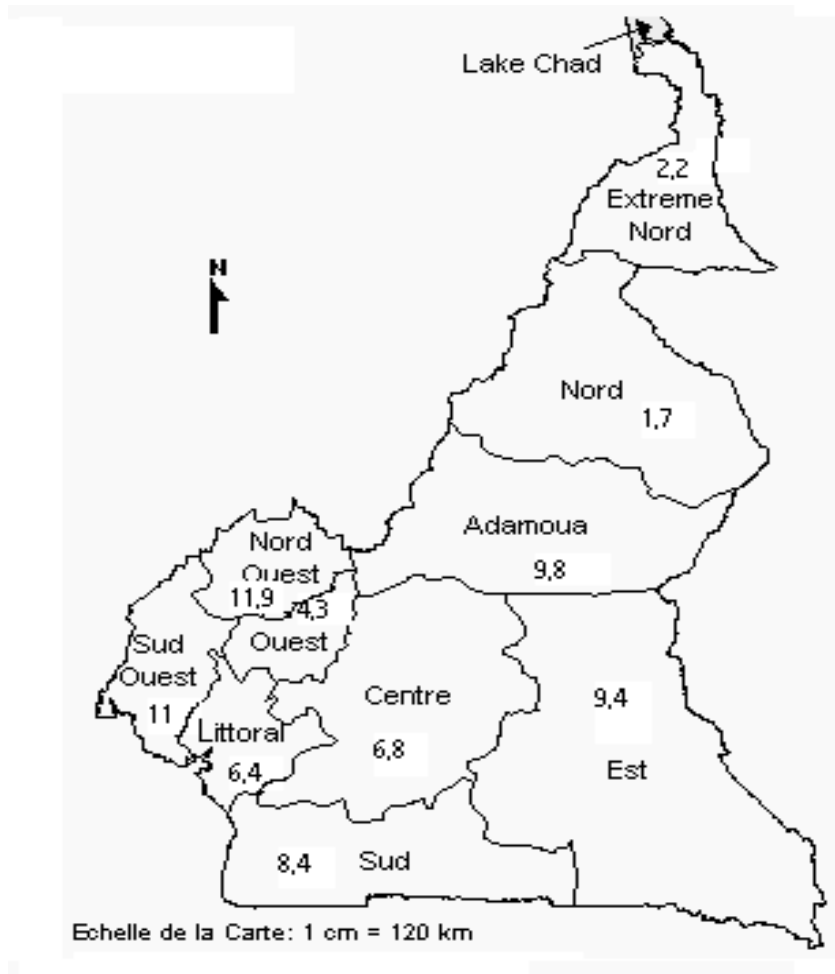 Lake Chad
2,2
Extreme
Nord
N
Nord
1,7
Adamoua
9,8
Nord
Ouest
11,9
4,3
Ouest
Sud
Ouest
11
Centre
6,8
9,4
Est
Littoral
6,4
8,4 Sud
Echelle de la Carte: 1 cm = 120 km